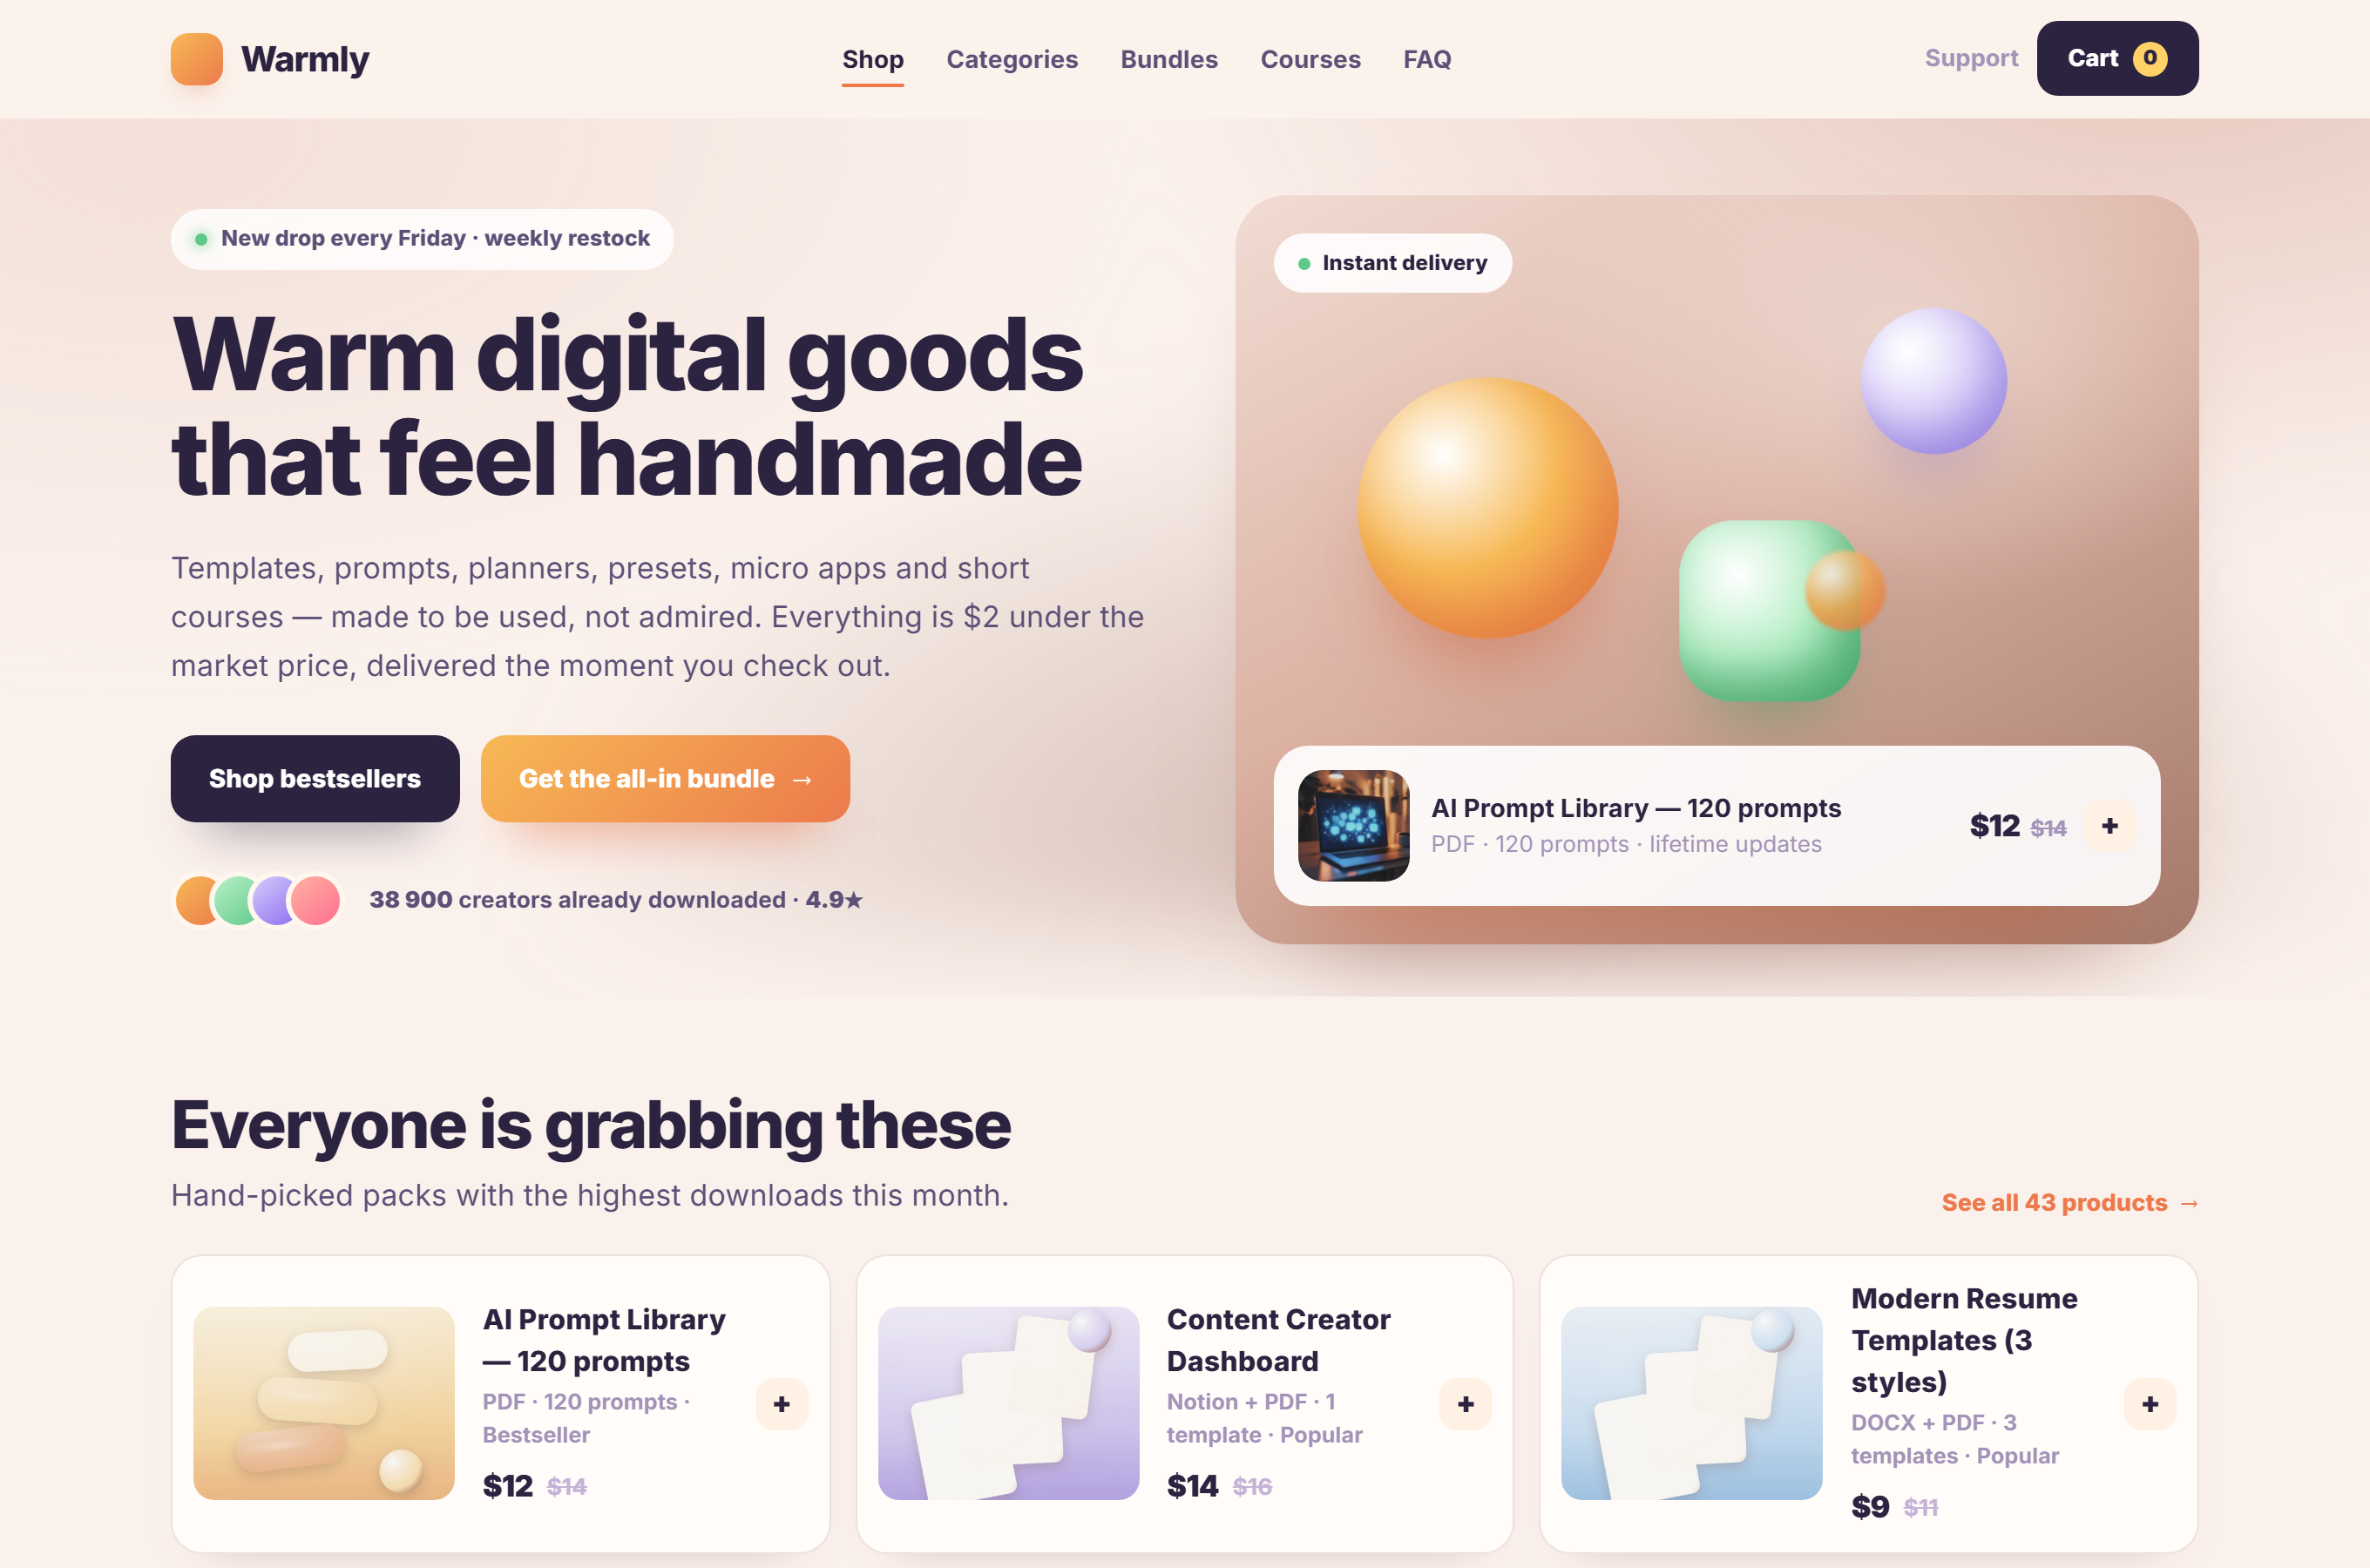 Warmly
Shop
Categories
Bundles
Courses
FAQ
Support
Cart 0
New drop every Friday · weekly restock
Warm digital goods
that feel handmade
Templates, prompts, planners, presets, micro apps and short
courses — made to be used, not admired. Everything is $2 under the
market price, delivered the moment you check out.
Shop bestsellers
Get the all-in bundle →
38 900 creators already downloaded · 4.9★
Instant delivery
AI Prompt Library — 120 prompts
PDF · 120 prompts · lifetime updates
$12 $14
+
Everyone is grabbing these
Hand-picked packs with the highest downloads this month.
See all 43 products →
AI Prompt Library
— 120 prompts
PDF · 120 prompts ·
Bestseller
$12 $14
+
Content Creator
Dashboard
Notion + PDF · 1
template · Popular
$14 $16
+
Modern Resume
Templates (3
styles)
DOCX + PDF · 3
templates · Popular
$9 $11
+